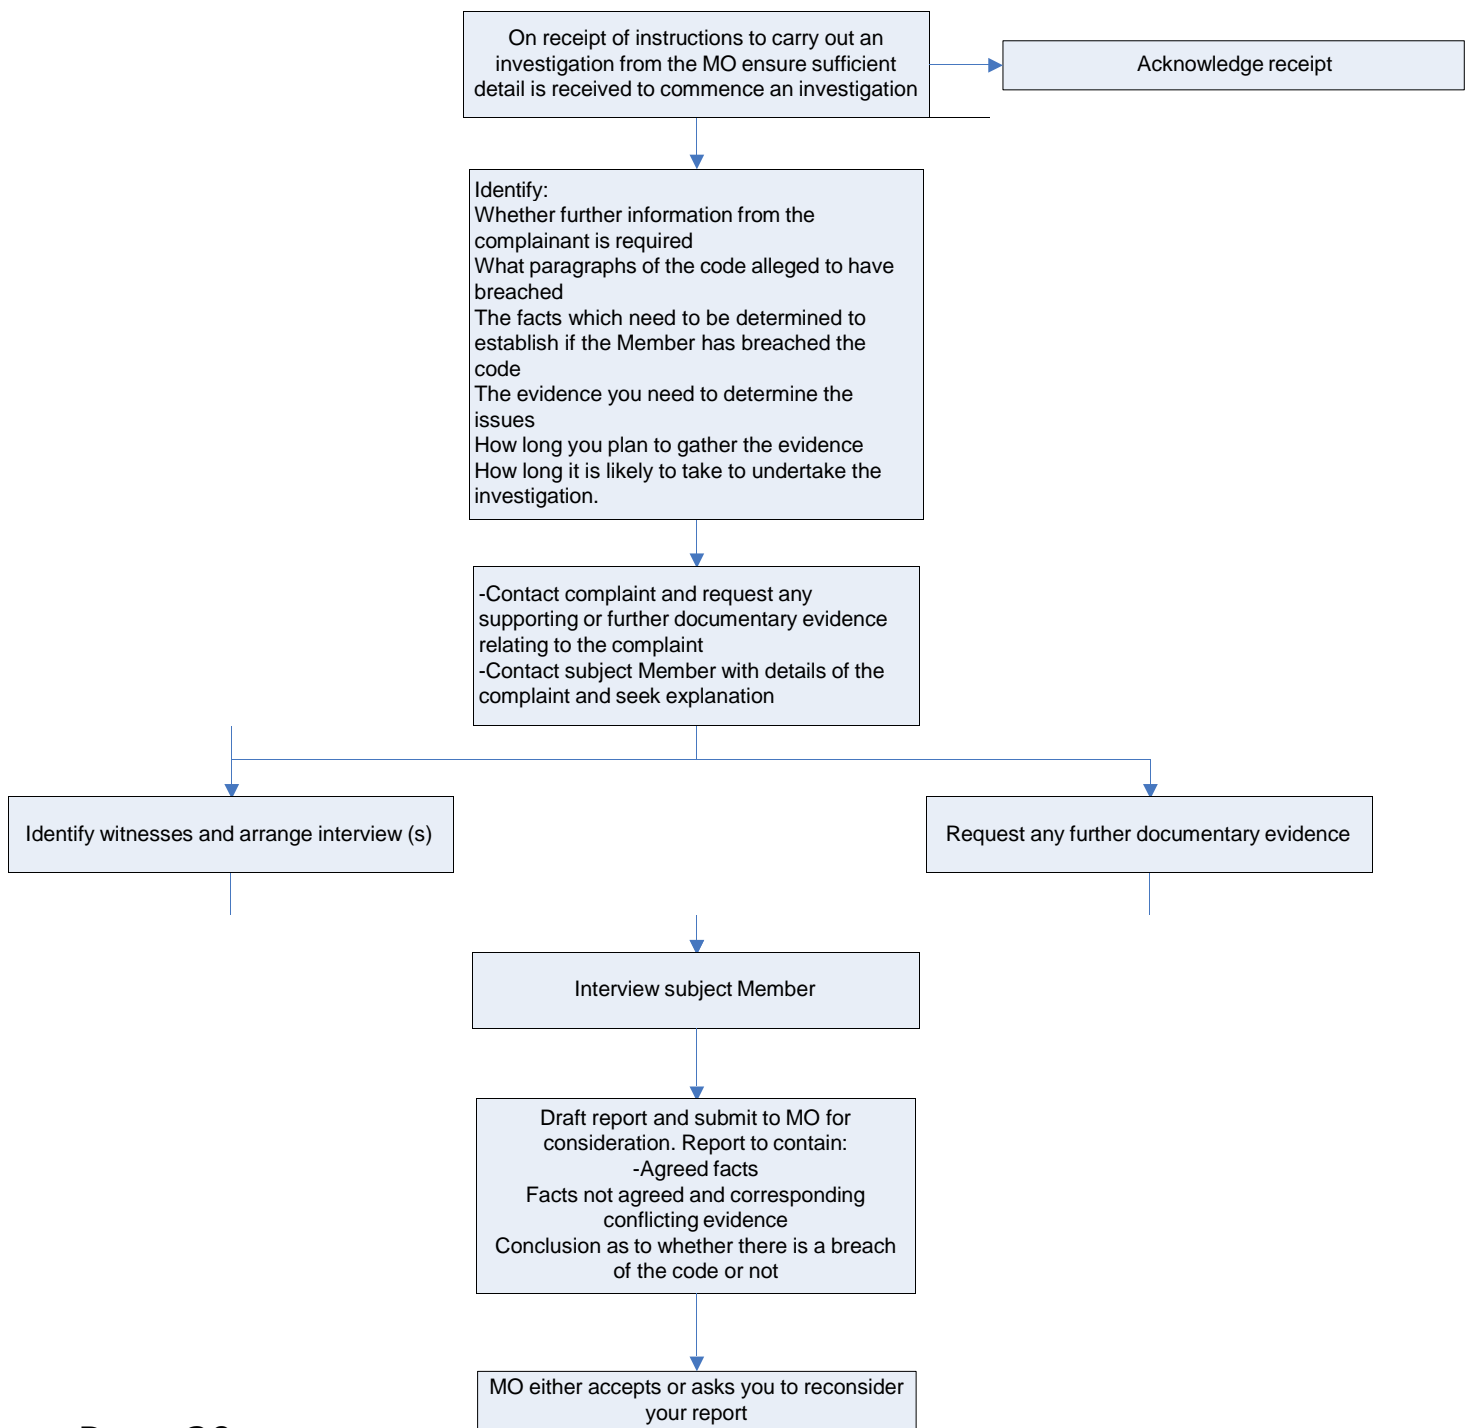 On receipt of instructions to carry out an
investigation from the MO ensure sufficient
detail is received to commence an investigation
Acknowledge receipt
Identify:
Whether further information from the
complainant is required
What paragraphs of the code alleged to have
breached
The facts which need to be determined to
establish if the Member has breached the
code
The evidence you need to determine the
issues
How long you plan to gather the evidence
How long it is likely to take to undertake the
investigation.
-Contact complaint and request any
supporting or further documentary evidence
relating to the complaint
-Contact subject Member with details of the
complaint and seek explanation
Identify witnesses and arrange interview (s)
Request any further documentary evidence
Interview subject Member
Draft report and submit to MO for
consideration. Report to contain:
-Agreed facts
Facts not agreed and corresponding
conflicting evidence
Conclusion as to whether there is a breach
of the code or not
MO either accepts or asks you to reconsider
your report